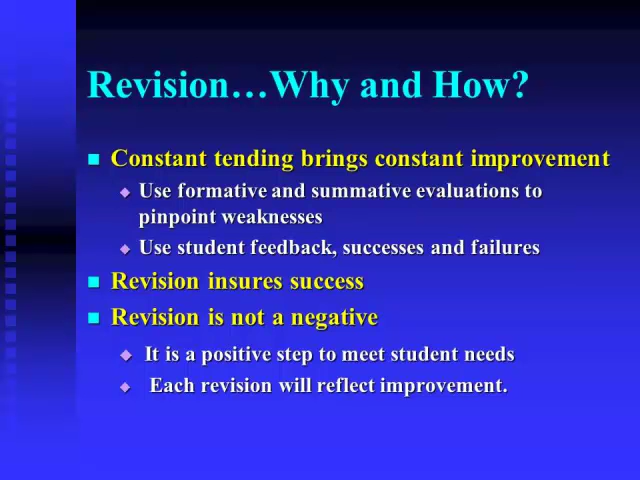 Revision…Why and How?
Constant tending brings constant improvement
Use formative and summative evaluations to
pinpoint weaknesses
Use student feedback, successes and failures
Revision insures success
Revision is not a negative
It is a positive step to meet student needs
Each revision will reflect improvement.